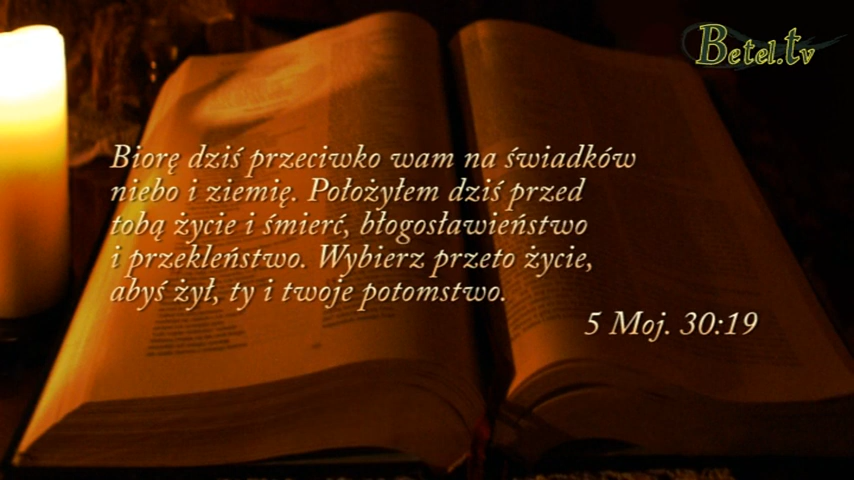 Betel.tv
Biorę dziś przeciwko wam na świadków
niebo i ziemię. Położyłem dziś przed
tobą życie i śmierć, błogosławieństwo
i przekleństwo. Wybierz przeto życie,
abyś żył, ty i twoje potomstwo.
5 Moj. 30:19